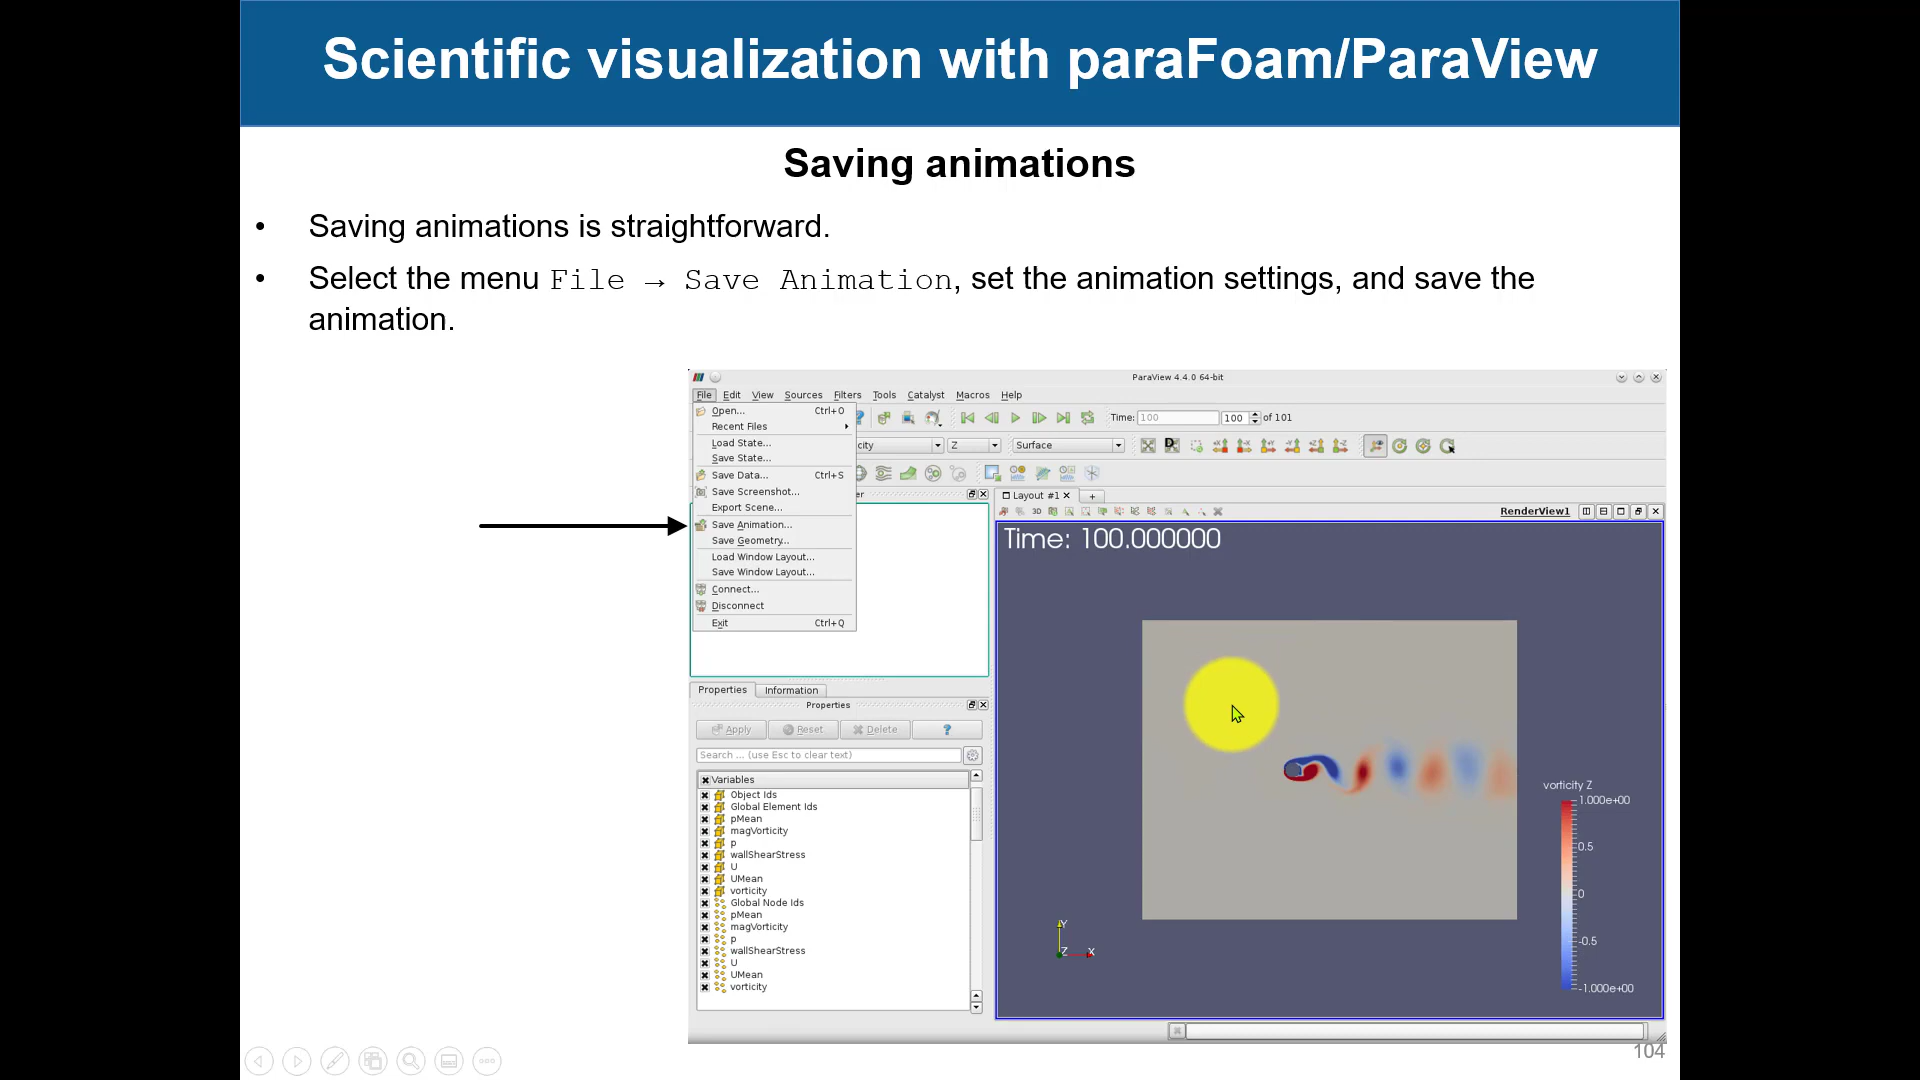 Scientific visualization with paraFoam/ParaView
Saving animations
• Saving animations is straightforward.
• Select the menu File → Save Animation, set the animation settings, and save the
animation.
ParaView 4.4.0 64-bit
File Edit View Sources Filters Tools Catalyst Macros Help
Open... Ctrl+O
Recent Files
Load State...
Save State...
Save Data... Ctrl+S
Save Screenshot...
Export Scene...
Save Animation...
Save Geometry...
Load Window Layout...
Save Window Layout...
Connect...
Disconnect
Exit Ctrl+Q
Time: 100 100 of 101
city Z Surface
er
Layout #1
3D
RenderView1
Time: 100.000000
Properties Information
Properties
Apply Reset Delete ?
Search ... (use Esc to clear text)
Variables
Object Ids
Global Element Ids
pMean
magVorticity
p
wallShearStress
U
UMean
vorticity
Global Node Ids
pMean
magVorticity
p
wallShearStress
U
UMean
vorticity
Y
Z X
vorticity Z
1.000e+00
0.5
0
-0.5
-1.000e+00
104